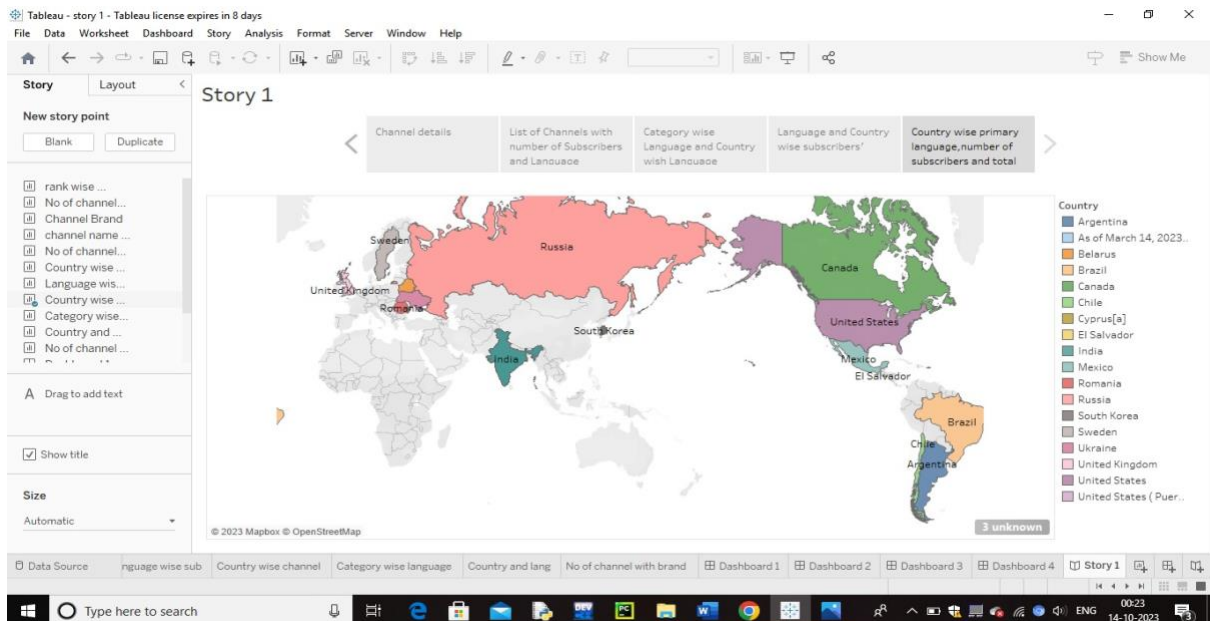 Tableau - story 1 - Tableau license expires in 8 days
File Data Worksheet Dashboard Story Analysis Format Server Window Help
Show Me
Story Layout
Story 1
New story point
Blank Duplicate
Channel details
List of Channels with
number of Subscribers
and Language
Category wise
Language and Country
wish Language
Language and Country
wise subscribers'
Country wise primary
language,number of
subscribers and total
rank wise ...
No of channel...
Channel Brand
channel name ...
No of channel...
Country wise ...
Language wis...
Country wise ...
Category wise...
Country and ...
No of channel ...
A Drag to add text
Show title
Size
Automatic
Sweden
Russia
United Kingdom
Romania
South Korea
India
Canada
United States
Mexico
El Salvador
Brazil
Chile
Argentina
© 2023 Mapbox © OpenStreetMap
3 unknown
Country
Argentina
As of March 14, 2023..
Belarus
Brazil
Canada
Chile
Cyprus[a]
El Salvador
India
Mexico
Romania
Russia
South Korea
Sweden
Ukraine
United Kingdom
United States
United States ( Puer..
Data Source nguage wise sub Country wise channel Category wise language Country and lang No of channel with brand Dashboard 1 Dashboard 2 Dashboard 3 Dashboard 4 Story 1
Type here to search
DEV
PC
ENG
00:23
14-10-2023
3